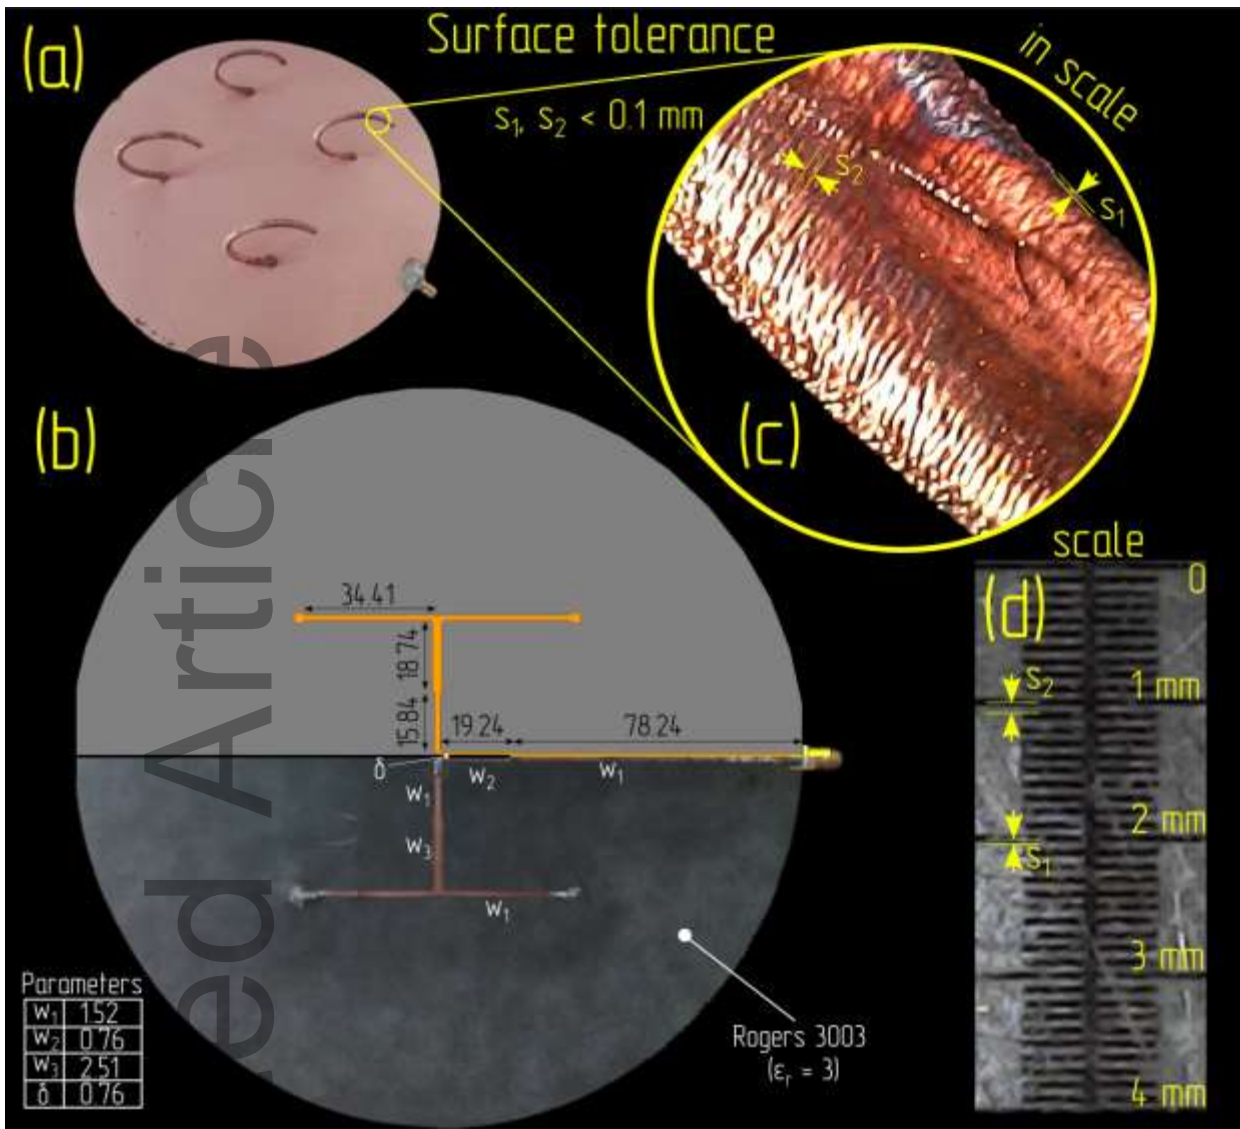 (a)
Surface tolerance
in scale
s₁, s₂ < 0.1 mm
s₂
s₁
(c)
(b)
34.41
18.74
15.84
19.24
78.24
δ
w₂
w₁
w₁
w₃
w₁
Rogers 3003
(εᵣ = 3)
Parameters
w₁ 1.52
w₂ 0.76
w₃ 2.51
δ 0.76
scale
(d)
0
s₂
1 mm
2 mm
s₁
3 mm
4 mm
ed Article